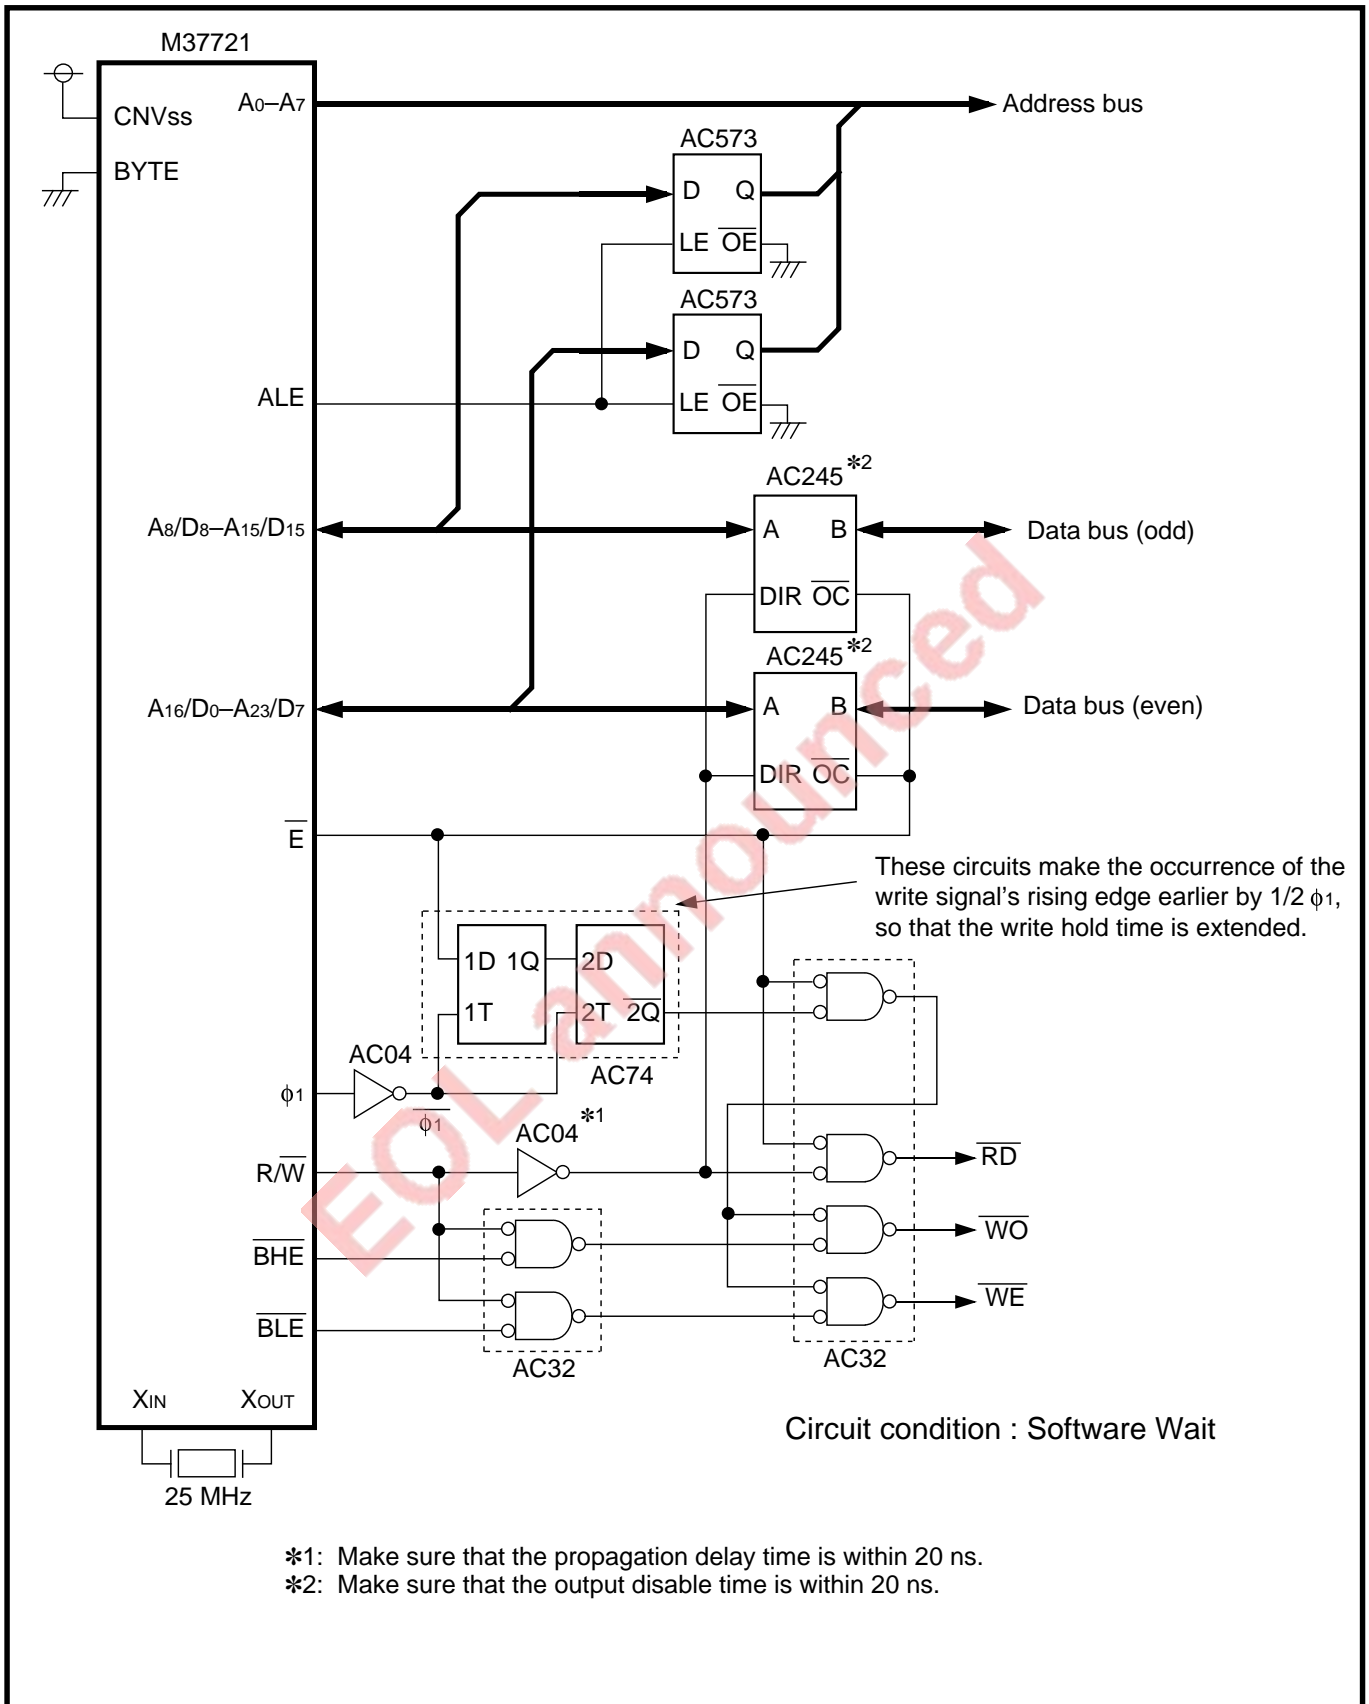 M37721
CNVss
A0–A7
Address bus
BYTE
AC573
D Q
LE OE
AC573
D Q
ALE
LE OE
AC245 *2
A8/D8–A15/D15
A B
Data bus (odd)
DIR OC
AC245 *2
A16/D0–A23/D7
A B
Data bus (even)
DIR OC
E
These circuits make the occurrence of the
write signal's rising edge earlier by 1/2 ϕ1,
so that the write hold time is extended.
1D 1Q
2D
1T
2T 2Q
AC04
AC74
ϕ1
ϕ1
AC04 *1
R/W
RD
BHE
WO
BLE
WE
AC32
AC32
XIN XOUT
Circuit condition : Software Wait
25 MHz
*1: Make sure that the propagation delay time is within 20 ns.
*2: Make sure that the output disable time is within 20 ns.
EOL announced